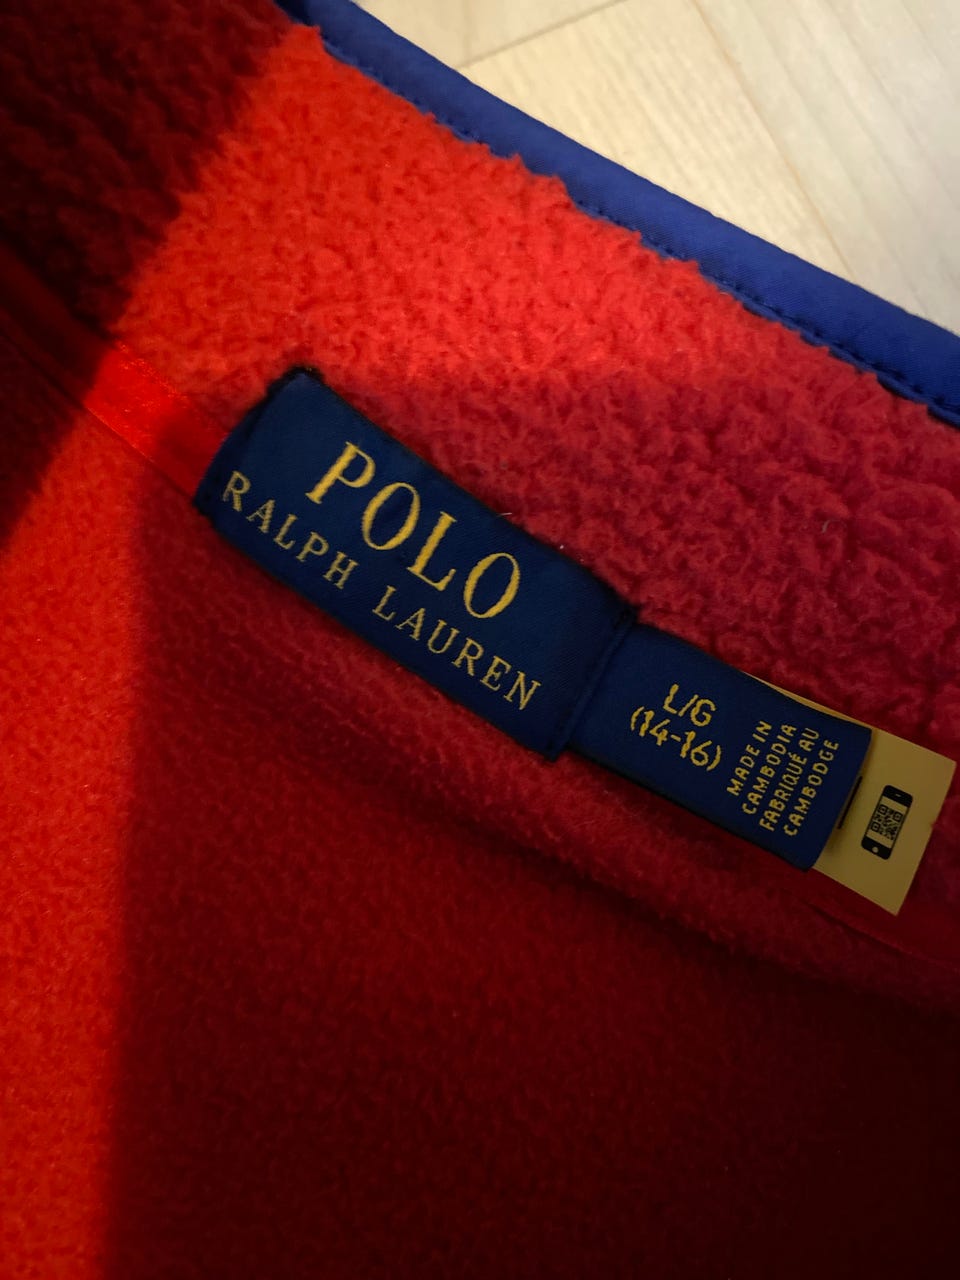 POLO
RALPH LAUREN
L/G
(14-16)
MADE IN
CAMBODIA
FABRIQUÉ AU
CAMBODGE